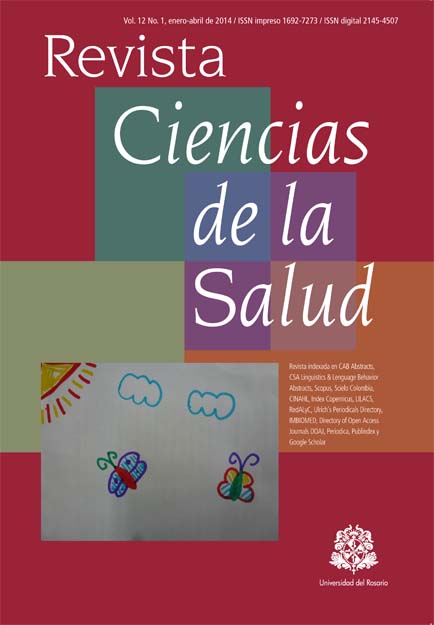 Vol. 12 No. 1, enero-abril de 2014 / ISSN impreso 1692-7273 / ISSN digital 2145-4507
Revista
Ciencias
de la
Salud
Revista indexada en CAB Abstracts,
CSA Linguistics & Lenguage Behavior
Abstracts, Scopus, Scielo Colombia,
CINAHL, Index Copernicus, LILACS,
RedALyC, Ulrich's Periodicals Directory,
IMBIOMED, Directory of Open Access
Journals DOAJ, Periodica, Publindex y
Google Scholar
Universidad del Rosario